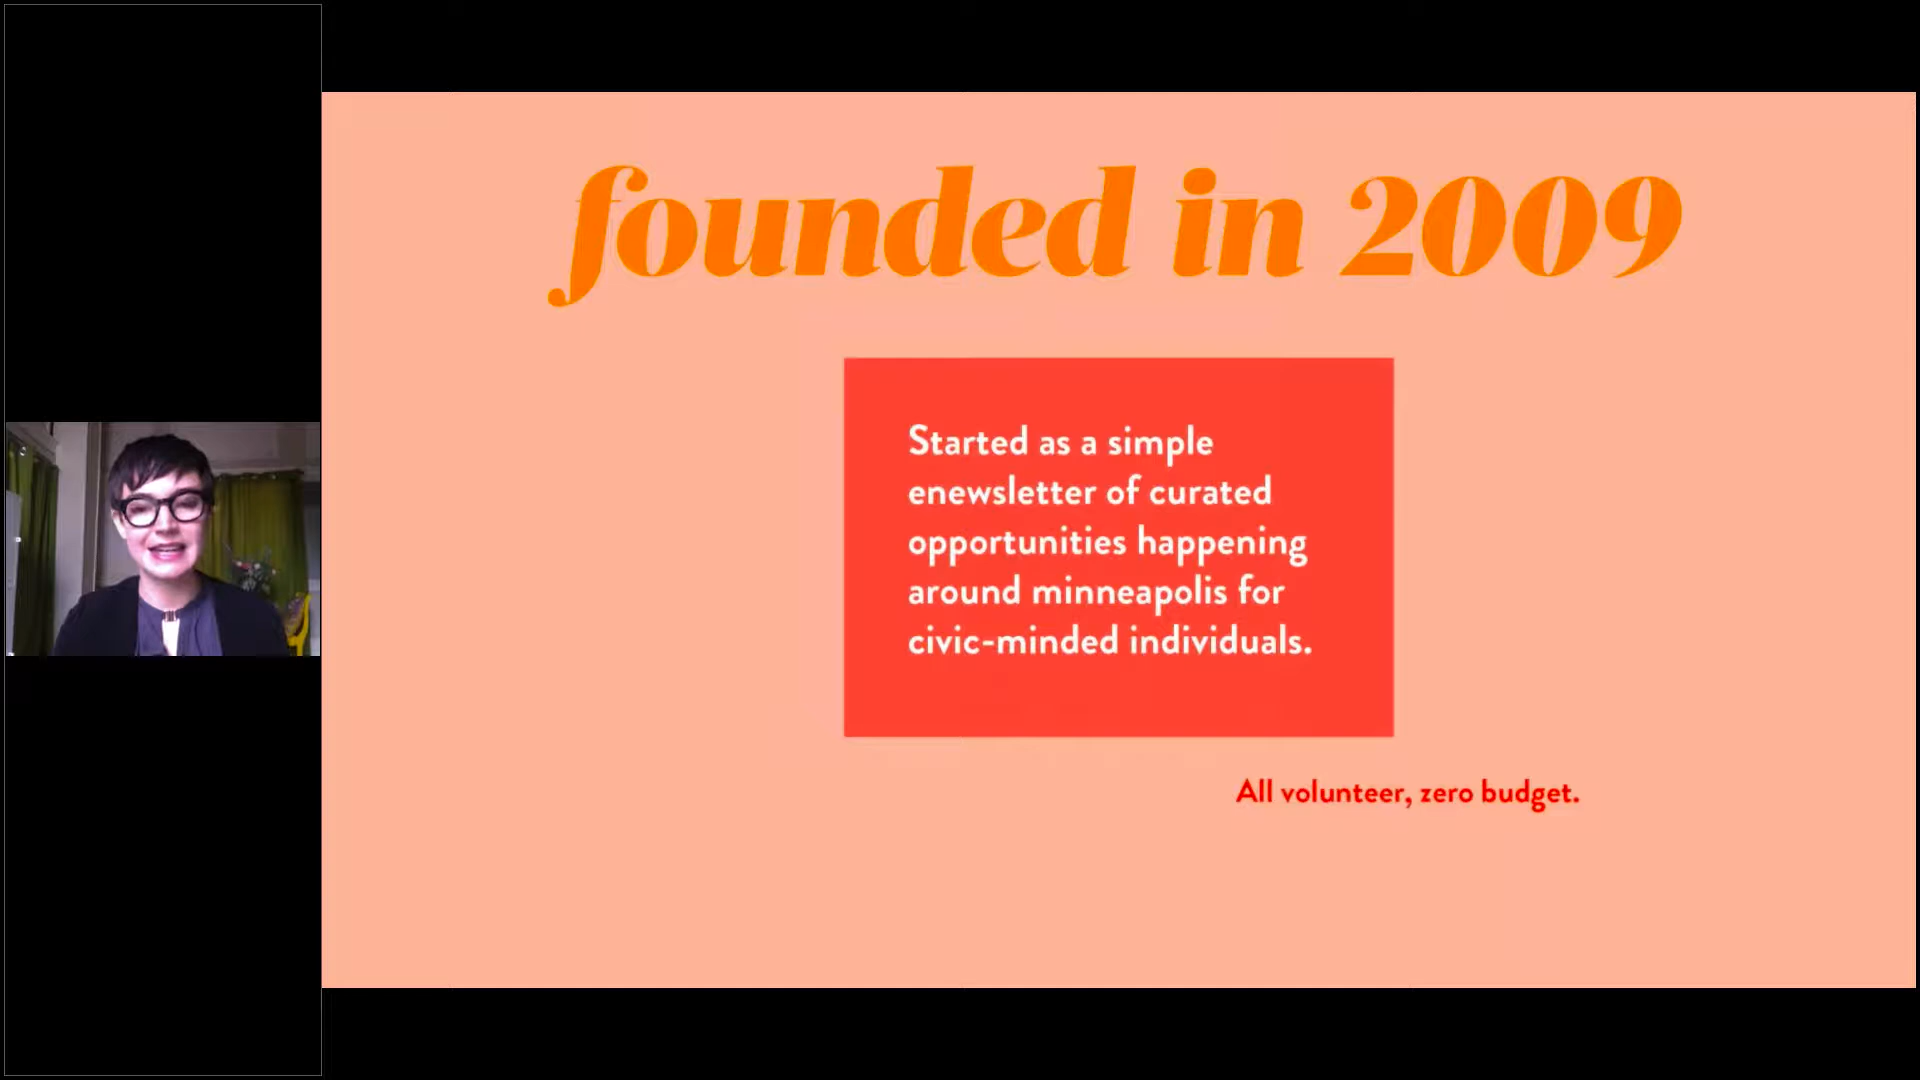 founded in 2009
Started as a simple
enewsletter of curated
opportunities happening
around minneapolis for
civic-minded individuals.
All volunteer, zero budget.